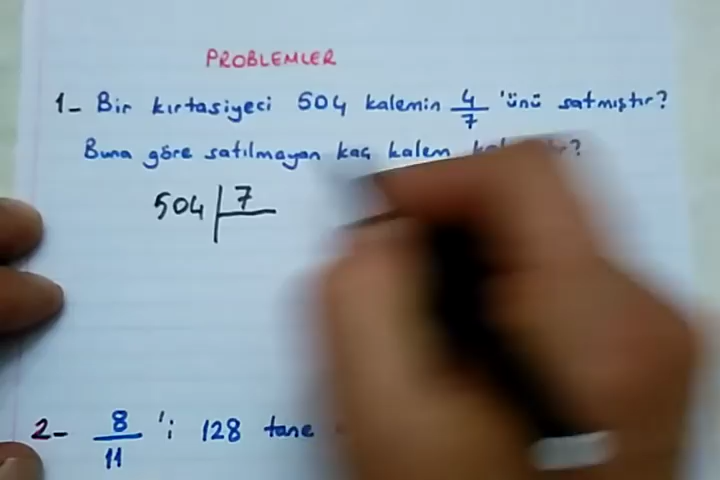 PROBLEMLER
1- Bir kırtasiyeci 504 kalemin 4/7 'ünü satmıştır?
Buna göre satılmayan kaç kalem
504 7
2- 8/11 'i 128 tane